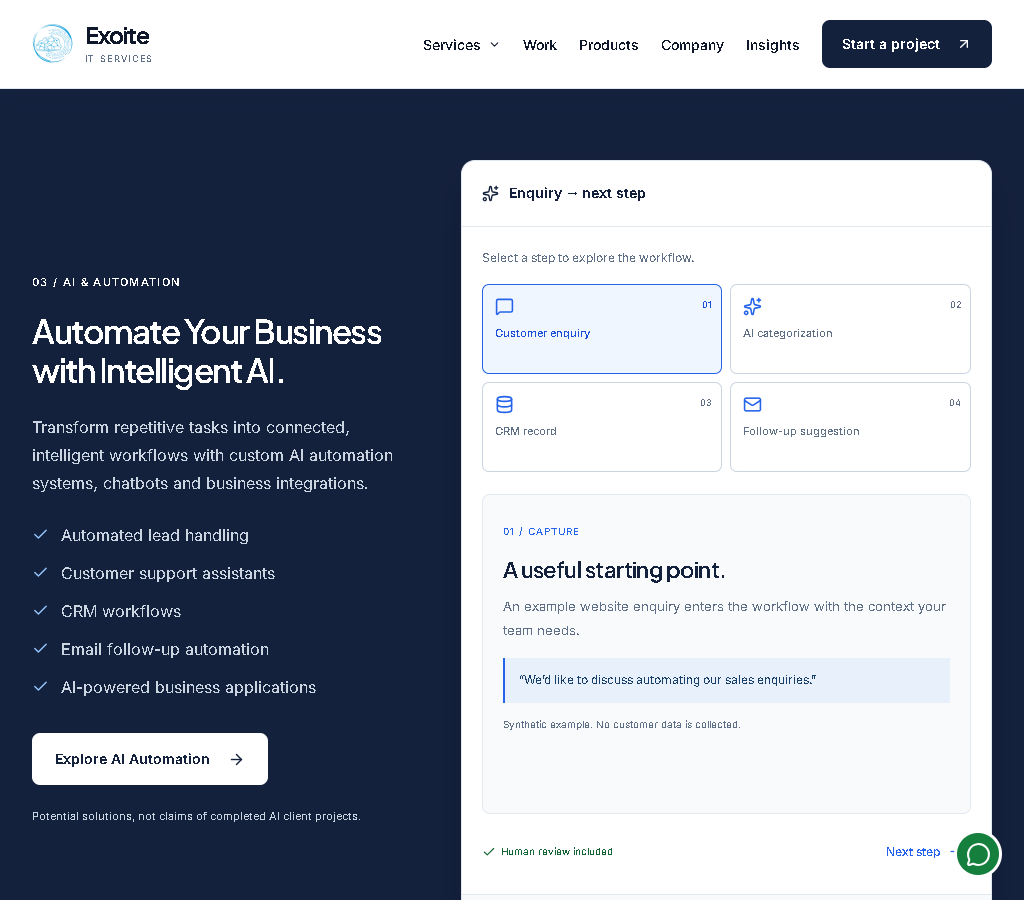 Exoite
IT SERVICES
Services
Work
Products
Company
Insights
Start a project
03 / AI & AUTOMATION
Automate Your Business
with Intelligent AI.
Transform repetitive tasks into connected,
intelligent workflows with custom AI automation
systems, chatbots and business integrations.
Automated lead handling
Customer support assistants
CRM workflows
Email follow-up automation
AI-powered business applications
Explore AI Automation →
Potential solutions, not claims of completed AI client projects.
Enquiry → next step
Select a step to explore the workflow.
01
Customer enquiry
02
AI categorization
03
CRM record
04
Follow-up suggestion
01 / CAPTURE
A useful starting point.
An example website enquiry enters the workflow with the context your
team needs.
“We’d like to discuss automating our sales enquiries.”
Synthetic example. No customer data is collected.
Human review included
Next step